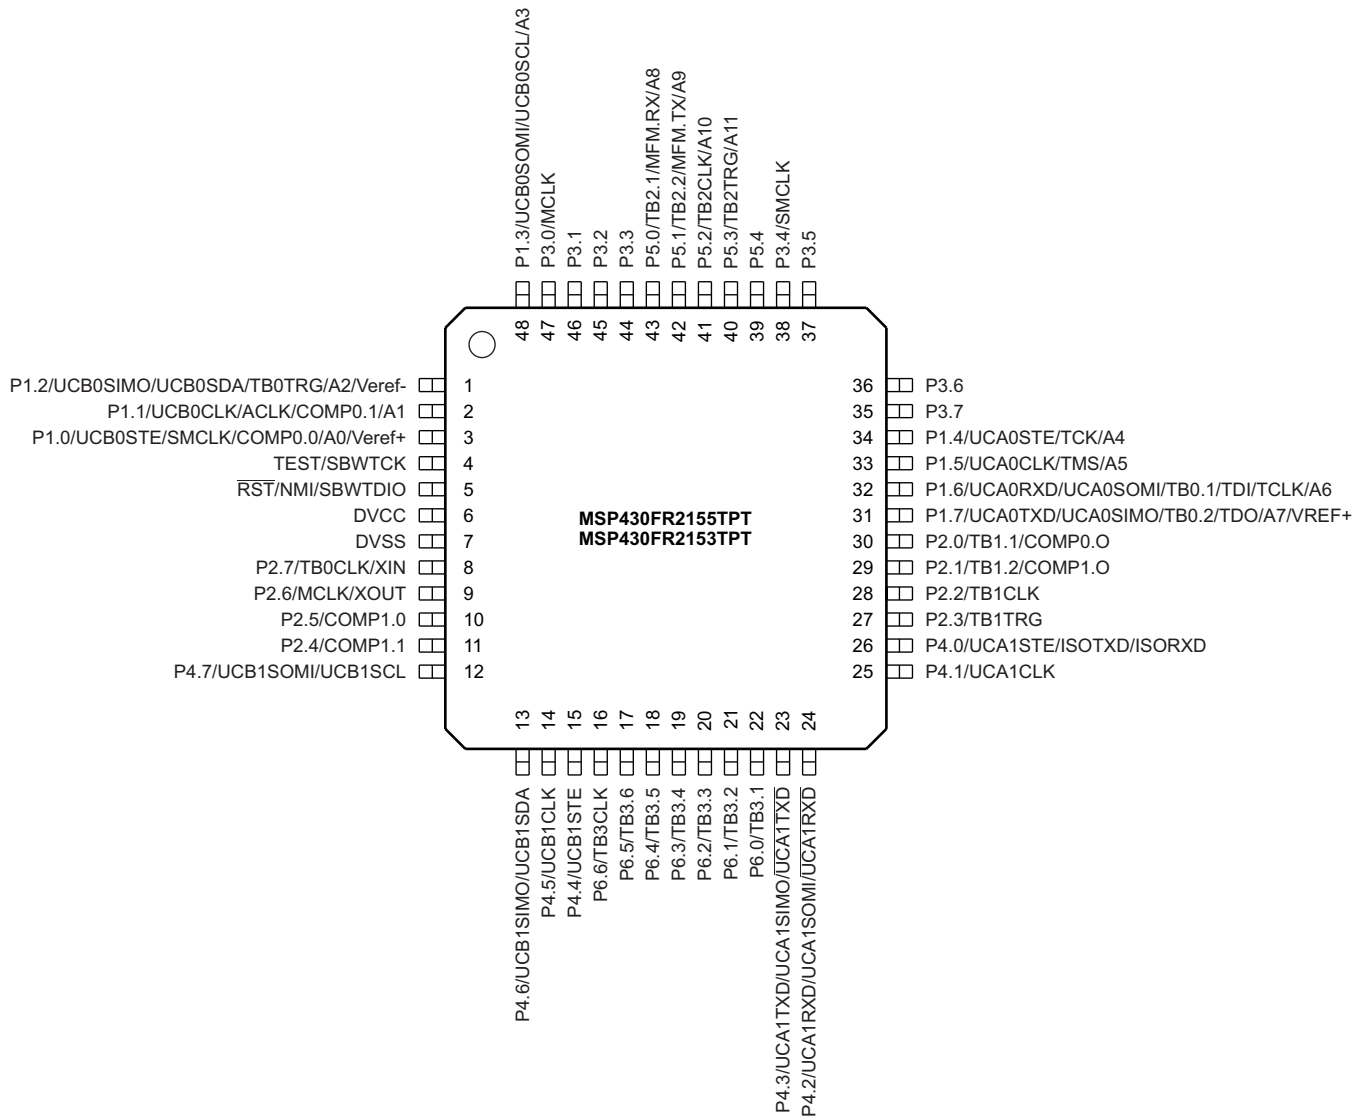 P1.3/UCB0SOMI/UCB0SCL/A3
P3.0/MCLK
P3.1
P3.2
P3.3
P5.0/TB2.1/MFM.RX/A8
P5.1/TB2.2/MFM.TX/A9
P5.2/TB2CLK/A10
P5.3/TB2TRG/A11
P5.4
P3.4/SMCLK
P3.5
48 47 46 45 44 43 42 41 40 39 38 37
P1.2/UCB0SIMO/UCB0SDA/TB0TRG/A2/Veref- 1
P1.1/UCB0CLK/ACLK/COMP0.1/A1 2
P1.0/UCB0STE/SMCLK/COMP0.0/A0/Veref+ 3
TEST/SBWTCK 4
R̅S̅T̅/NMI/SBWTDIO 5
DVCC 6
DVSS 7
P2.7/TB0CLK/XIN 8
P2.6/MCLK/XOUT 9
P2.5/COMP1.0 10
P2.4/COMP1.1 11
P4.7/UCB1SOMI/UCB1SCL 12
MSP430FR2155TPT
MSP430FR2153TPT
36 P3.6
35 P3.7
34 P1.4/UCA0STE/TCK/A4
33 P1.5/UCA0CLK/TMS/A5
32 P1.6/UCA0RXD/UCA0SOMI/TB0.1/TDI/TCLK/A6
31 P1.7/UCA0TXD/UCA0SIMO/TB0.2/TDO/A7/VREF+
30 P2.0/TB1.1/COMP0.O
29 P2.1/TB1.2/COMP1.O
28 P2.2/TB1CLK
27 P2.3/TB1TRG
26 P4.0/UCA1STE/ISOTXD/ISORXD
25 P4.1/UCA1CLK
13 14 15 16 17 18 19 20 21 22 23 24
P4.6/UCB1SIMO/UCB1SDA
P4.5/UCB1CLK
P4.4/UCB1STE
P6.6/TB3CLK
P6.5/TB3.6
P6.4/TB3.5
P6.3/TB3.4
P6.2/TB3.3
P6.1/TB3.2
P6.0/TB3.1
P4.3/UCA1TXD/UCA1SIMO/U̅C̅A̅1̅T̅X̅D̅
P4.2/UCA1RXD/UCA1SOMI/U̅C̅A̅1̅R̅X̅D̅